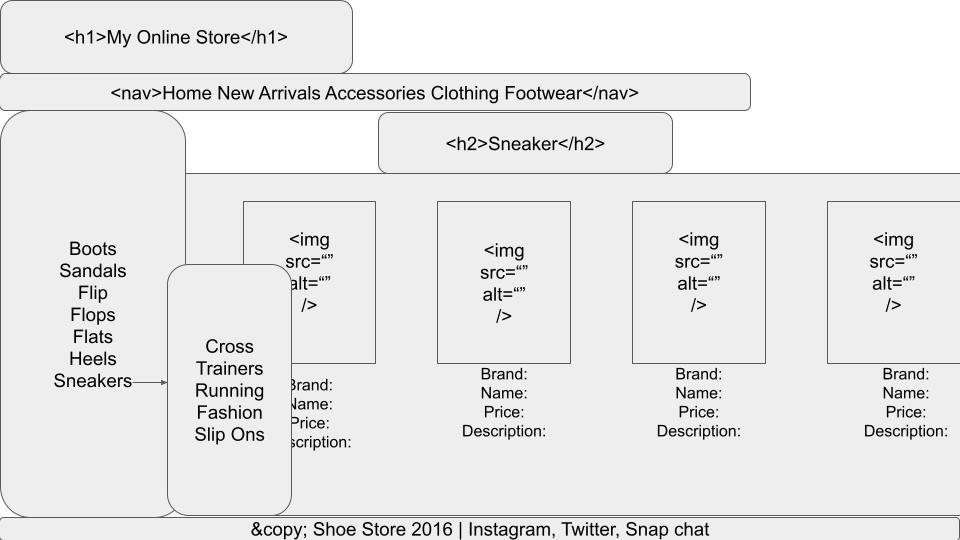 <h1>My Online Store</h1>
<nav>Home New Arrivals Accessories Clothing Footwear</nav>
<h2>Sneaker</h2>
Boots
Sandals
Flip
Flops
Flats
Heels
Sneakers
Cross
Trainers
Running
Fashion
Slip Ons
<img
src=“”
alt=“”
/>
Brand:
Name:
Price:
scription:
<img
src=“”
alt=“”
/>
Brand:
Name:
Price:
Description:
<img
src=“”
alt=“”
/>
Brand:
Name:
Price:
Description:
<img
src=“”
alt=“”
/>
Brand:
Name:
Price:
Description:
&copy; Shoe Store 2016 | Instagram, Twitter, Snap chat